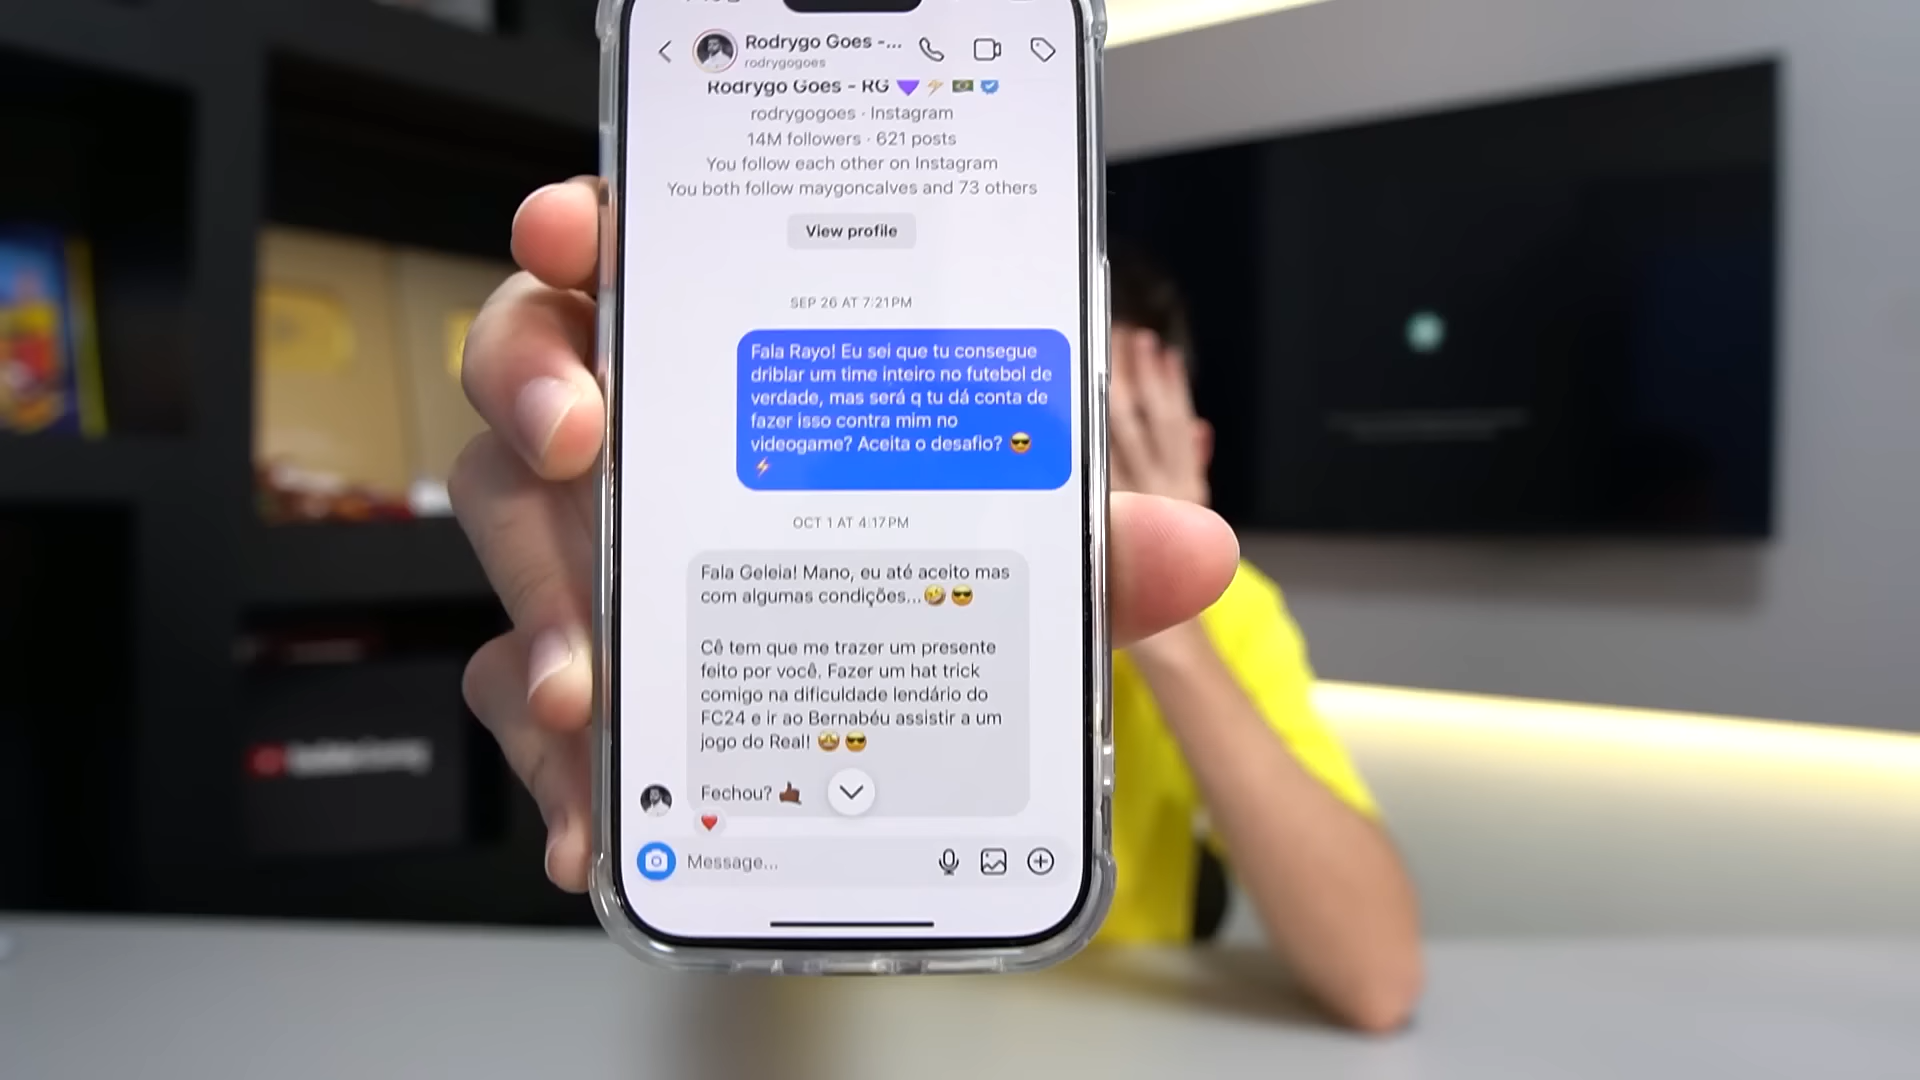 Rodrygo Goes -...
rodrygogoes
Rodrygo Goes - RG 💜 ⚡ 🇧🇷
rodrygogoes · Instagram
14M followers · 621 posts
You follow each other on Instagram
You both follow maygoncalves and 73 others
View profile
SEP 26 AT 7:21 PM
Fala Rayo! Eu sei que tu consegue
driblar um time inteiro no futebol de
verdade, mas será q tu dá conta de
fazer isso contra mim no
videogame? Aceita o desafio? 😎
⚡
OCT 1 AT 4:17 PM
Fala Geleia! Mano, eu até aceito mas
com algumas condições...🤣 😎
Cê tem que me trazer um presente
feito por você. Fazer um hat trick
comigo na dificuldade lendário do
FC24 e ir ao Bernabéu assistir a um
jogo do Real! 🤩 😎
Fechou? 🤙🏾
❤️
Message...